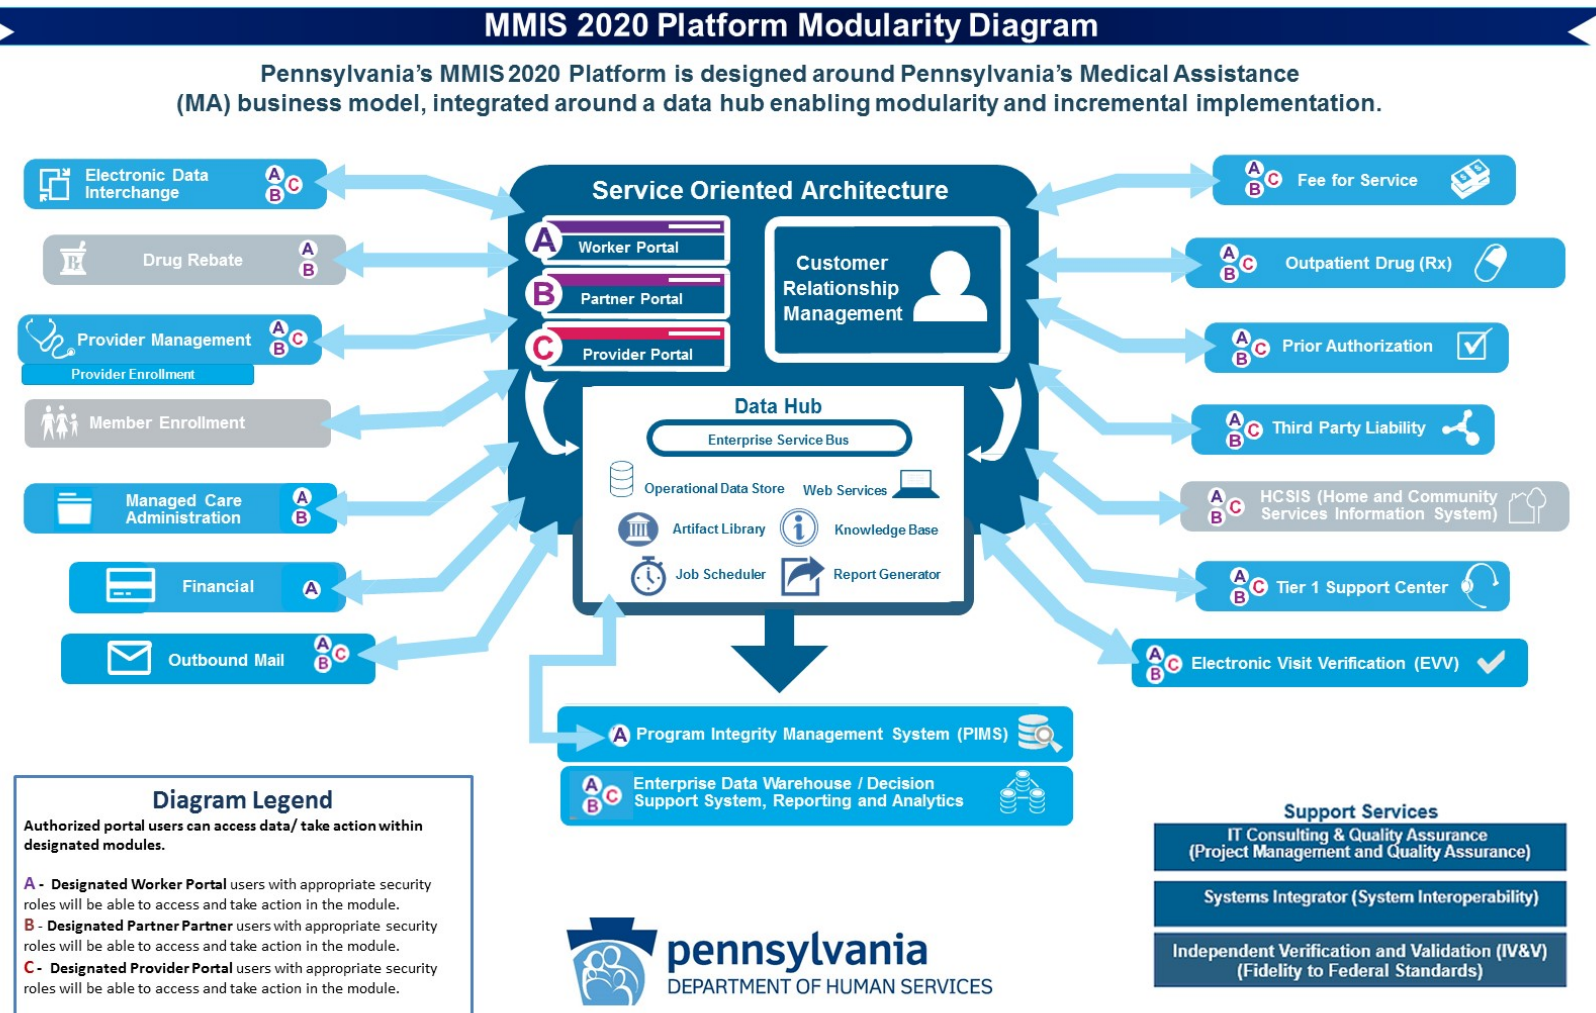 MMIS 2020 Platform Modularity Diagram
Pennsylvania's MMIS 2020 Platform is designed around Pennsylvania's Medical Assistance
(MA) business model, integrated around a data hub enabling modularity and incremental implementation.
Electronic Data
Interchange
A
B
C
Drug Rebate
A
B
Provider Management
A
B
C
Provider Enrollment
Member Enrollment
Managed Care
Administration
A
B
Financial
A
Outbound Mail
A
B
C
Service Oriented Architecture
A
Worker Portal
B
Partner Portal
C
Provider Portal
Customer
Relationship
Management
Data Hub
Enterprise Service Bus
Operational Data Store
Web Services
Artifact Library
Knowledge Base
Job Scheduler
Report Generator
A
B
C
Fee for Service
A
B
C
Outpatient Drug (Rx)
A
B
C
Prior Authorization
A
B
C
Third Party Liability
A
B
C
HCSIS (Home and Community
Services Information System)
A
B
C
Tier 1 Support Center
A
B
C
Electronic Visit Verification (EVV)
A
Program Integrity Management System (PIMS)
A
B
C
Enterprise Data Warehouse / Decision
Support System, Reporting and Analytics
Diagram Legend
Authorized portal users can access data/ take action within
designated modules.
A - Designated Worker Portal users with appropriate security
roles will be able to access and take action in the module.
B - Designated Partner Partner users with appropriate security
roles will be able to access and take action in the module.
C - Designated Provider Portal users with appropriate security
roles will be able to access and take action in the module.
pennsylvania
DEPARTMENT OF HUMAN SERVICES
Support Services
IT Consulting & Quality Assurance
(Project Management and Quality Assurance)
Systems Integrator (System Interoperability)
Independent Verification and Validation (IV&V)
(Fidelity to Federal Standards)